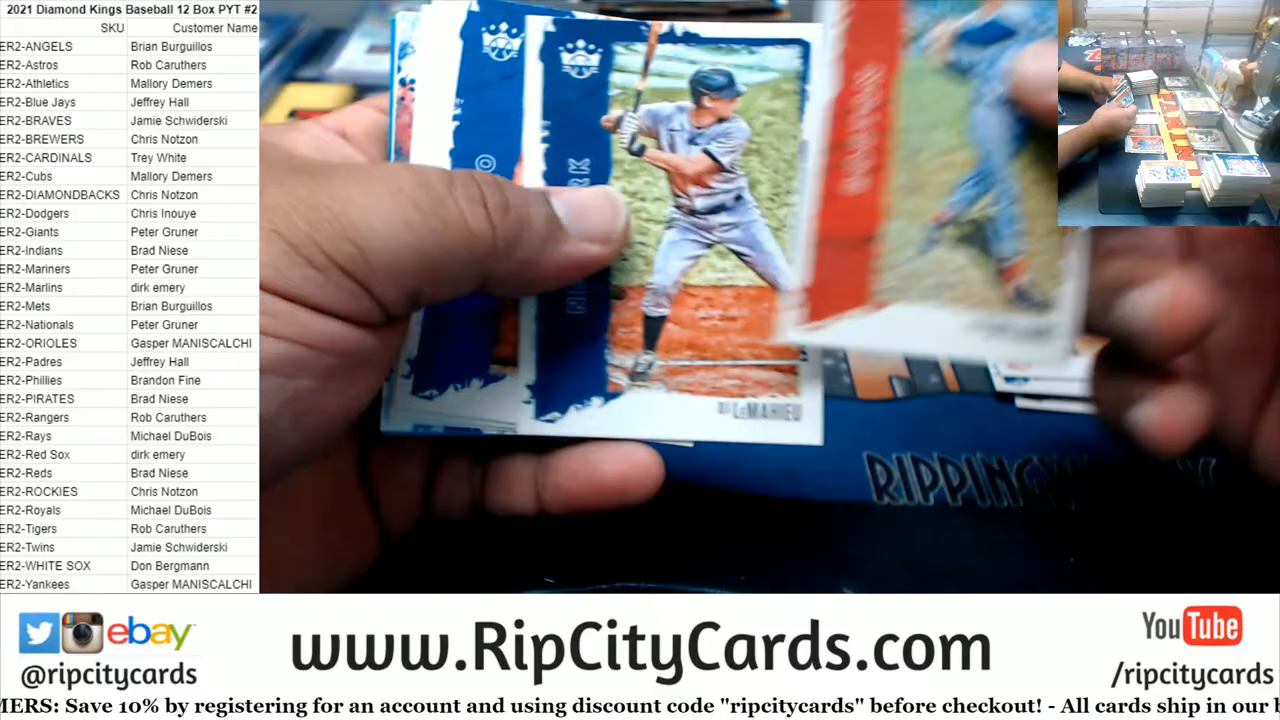 2021 Diamond Kings Baseball 12 Box PYT #2
SKU Customer Name
ER2-ANGELS Brian Burguillos
ER2-Astros Rob Caruthers
ER2-Athletics Mallory Demers
ER2-Blue Jays Jeffrey Hall
ER2-BRAVES Jamie Schwiderski
ER2-BREWERS Chris Notzon
ER2-CARDINALS Trey White
ER2-Cubs Mallory Demers
ER2-DIAMONDBACKS Chris Notzon
ER2-Dodgers Chris Inouye
ER2-Giants Peter Gruner
ER2-Indians Brad Niese
ER2-Mariners Peter Gruner
ER2-Marlins dirk emery
ER2-Mets Brian Burguillos
ER2-Nationals Peter Gruner
ER2-ORIOLES Gasper MANISCALCHI
ER2-Padres Jeffrey Hall
ER2-Phillies Brandon Fine
ER2-PIRATES Brad Niese
ER2-Rangers Rob Caruthers
ER2-Rays Michael DuBois
ER2-Red Sox dirk emery
ER2-Reds Brad Niese
ER2-ROCKIES Chris Notzon
ER2-Royals Michael DuBois
ER2-Tigers Rob Caruthers
ER2-Twins Jamie Schwiderski
ER2-WHITE SOX Don Bergmann
ER2-Yankees Gasper MANISCALCHI
DJ LeMAHIEU
ebay
@ripcitycards
www.RipCityCards.com
YouTube
/ripcitycards
MERS: Save 10% by registering for an account and using discount code "ripcitycards" before checkout! - All cards ship in our